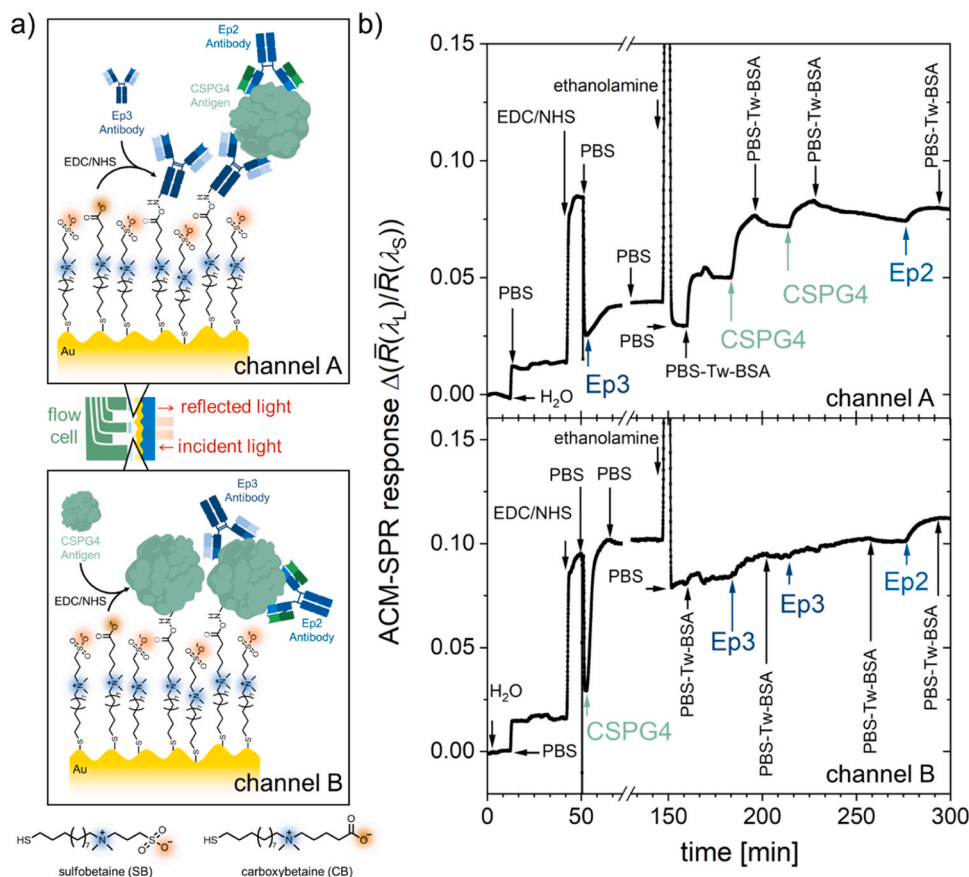 a)
Ep2
Antibody
Ep3
Antibody
CSPG4
Antigen
EDC/NHS
Au
channel A
flow
cell
reflected light
incident light
CSPG4
Antigen
Ep3
Antibody
EDC/NHS
Ep2
Antibody
Au
channel B
HS
sulfobetaine (SB)
HS
carboxybetaine (CB)
b)
ACM-SPR response Δ(R̅(λL)/R̅(λS))
0.15
0.10
0.05
0.00
PBS
H2O
EDC/NHS
PBS
Ep3
PBS
ethanolamine
PBS
PBS-Tw-BSA
CSPG4
PBS-Tw-BSA
CSPG4
PBS-Tw-BSA
Ep2
PBS-Tw-BSA
channel A
0.15
0.10
0.05
0.00
H2O
PBS
EDC/NHS
PBS
CSPG4
PBS
ethanolamine
PBS
PBS-Tw-BSA
Ep3
PBS-Tw-BSA
Ep3
PBS-Tw-BSA
Ep2
PBS-Tw-BSA
channel B
0 50 150 200 250 300
time [min]